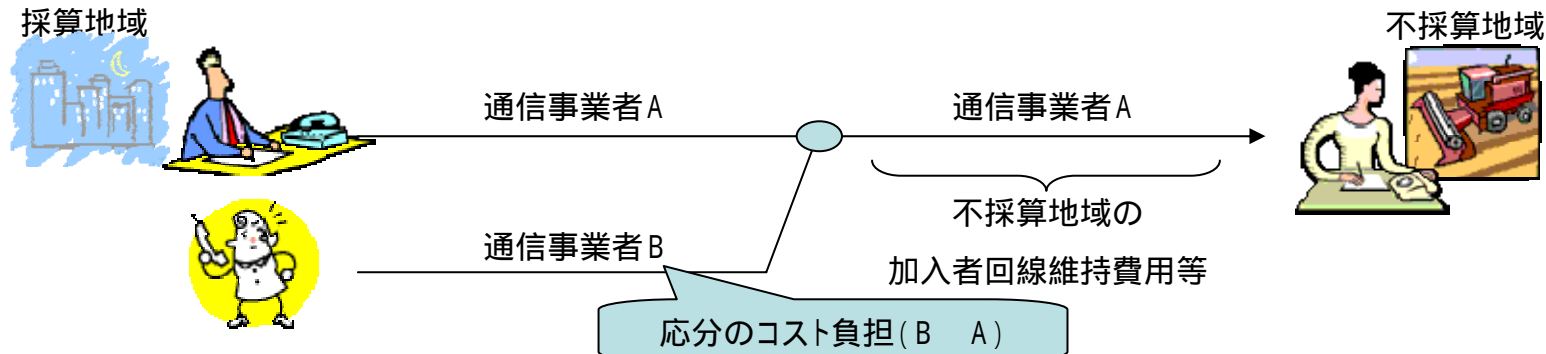 採算地域
不採算地域
通信事業者A
通信事業者A
通信事業者B
不採算地域の
加入者回線維持費用等
応分のコスト負担(B　A)